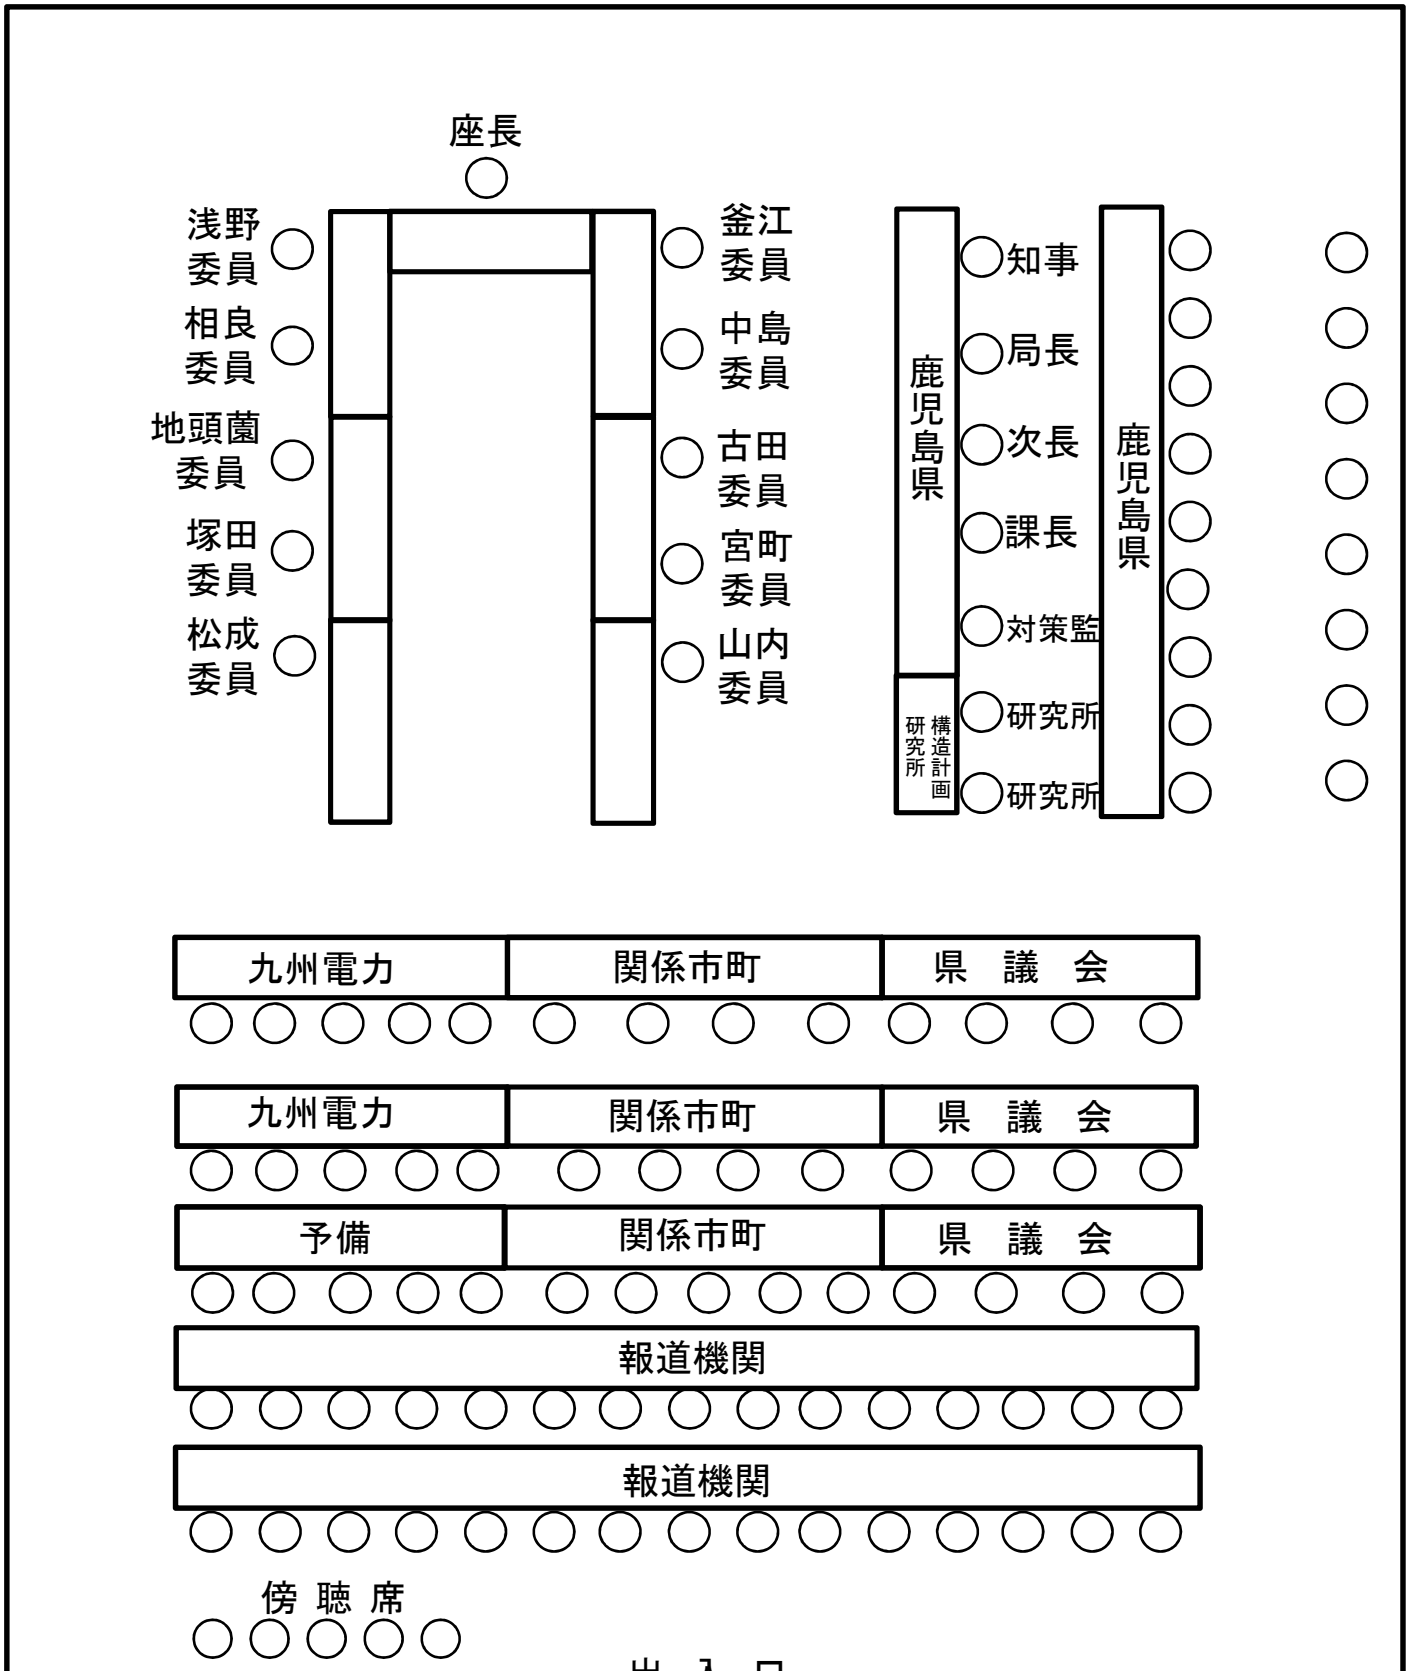 座長
浅野
委員
相良
委員
地頭薗
委員
塚田
委員
松成
委員
釜江
委員
中島
委員
古田
委員
宮町
委員
山内
委員
鹿児島県
構造計画
研究所
知事
局長
次長
課長
対策監
研究所
研究所
鹿児島県
九州電力
関係市町
県 議 会
九州電力
関係市町
県 議 会
予備
関係市町
県 議 会
報道機関
報道機関
傍 聴 席
出 入 口